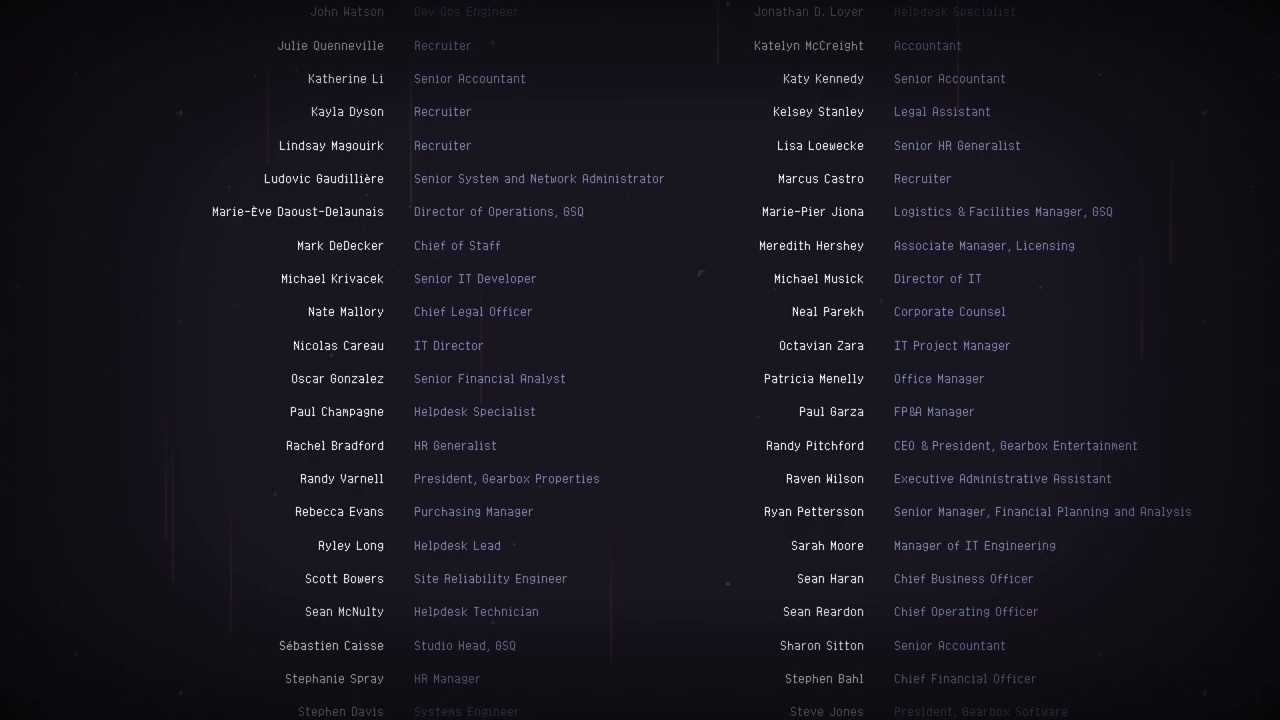 John Watson Dev Ops Engineer Jonathan D. Loyer Helpdesk Specialist
Julie Quenneville Recruiter Katelyn McCreight Accountant
Katherine Li Senior Accountant Katy Kennedy Senior Accountant
Kayla Dyson Recruiter Kelsey Stanley Legal Assistant
Lindsay Magouirk Recruiter Lisa Loewecke Senior HR Generalist
Ludovic Gaudillière Senior System and Network Administrator Marcus Castro Recruiter
Marie-Ève Daoust-Delaunais Director of Operations, GSQ Marie-Pier Jiona Logistics & Facilities Manager, GSQ
Mark DeDecker Chief of Staff Meredith Hershey Associate Manager, Licensing
Michael Krivacek Senior IT Developer Michael Musick Director of IT
Nate Mallory Chief Legal Officer Neal Parekh Corporate Counsel
Nicolas Careau IT Director Octavian Zara IT Project Manager
Oscar Gonzalez Senior Financial Analyst Patricia Menelly Office Manager
Paul Champagne Helpdesk Specialist Paul Garza FP&A Manager
Rachel Bradford HR Generalist Randy Pitchford CEO & President, Gearbox Entertainment
Randy Varnell President, Gearbox Properties Raven Wilson Executive Administrative Assistant
Rebecca Evans Purchasing Manager Ryan Pettersson Senior Manager, Financial Planning and Analysis
Ryley Long Helpdesk Lead Sarah Moore Manager of IT Engineering
Scott Bowers Site Reliability Engineer Sean Haran Chief Business Officer
Sean McNulty Helpdesk Technician Sean Reardon Chief Operating Officer
Sébastien Caisse Studio Head, GSQ Sharon Sitton Senior Accountant
Stephanie Spray HR Manager Stephen Bahl Chief Financial Officer
Stephen Davis Systems Engineer Steve Jones President, Gearbox Software